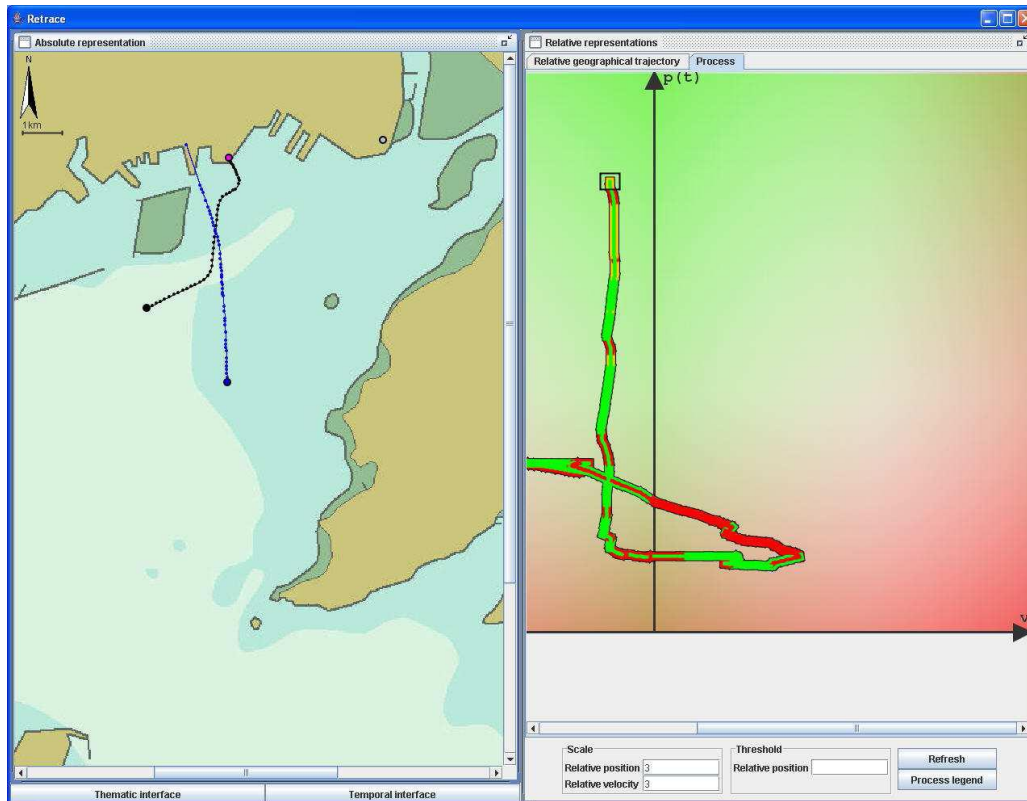 Retrace
Absolute representation
N
1km
Thematic interface
Temporal interface
Relative representations
Relative geographical trajectory
Process
p(t)
v
Scale
Relative position 3
Relative velocity 3
Threshold
Relative position
Refresh
Process legend